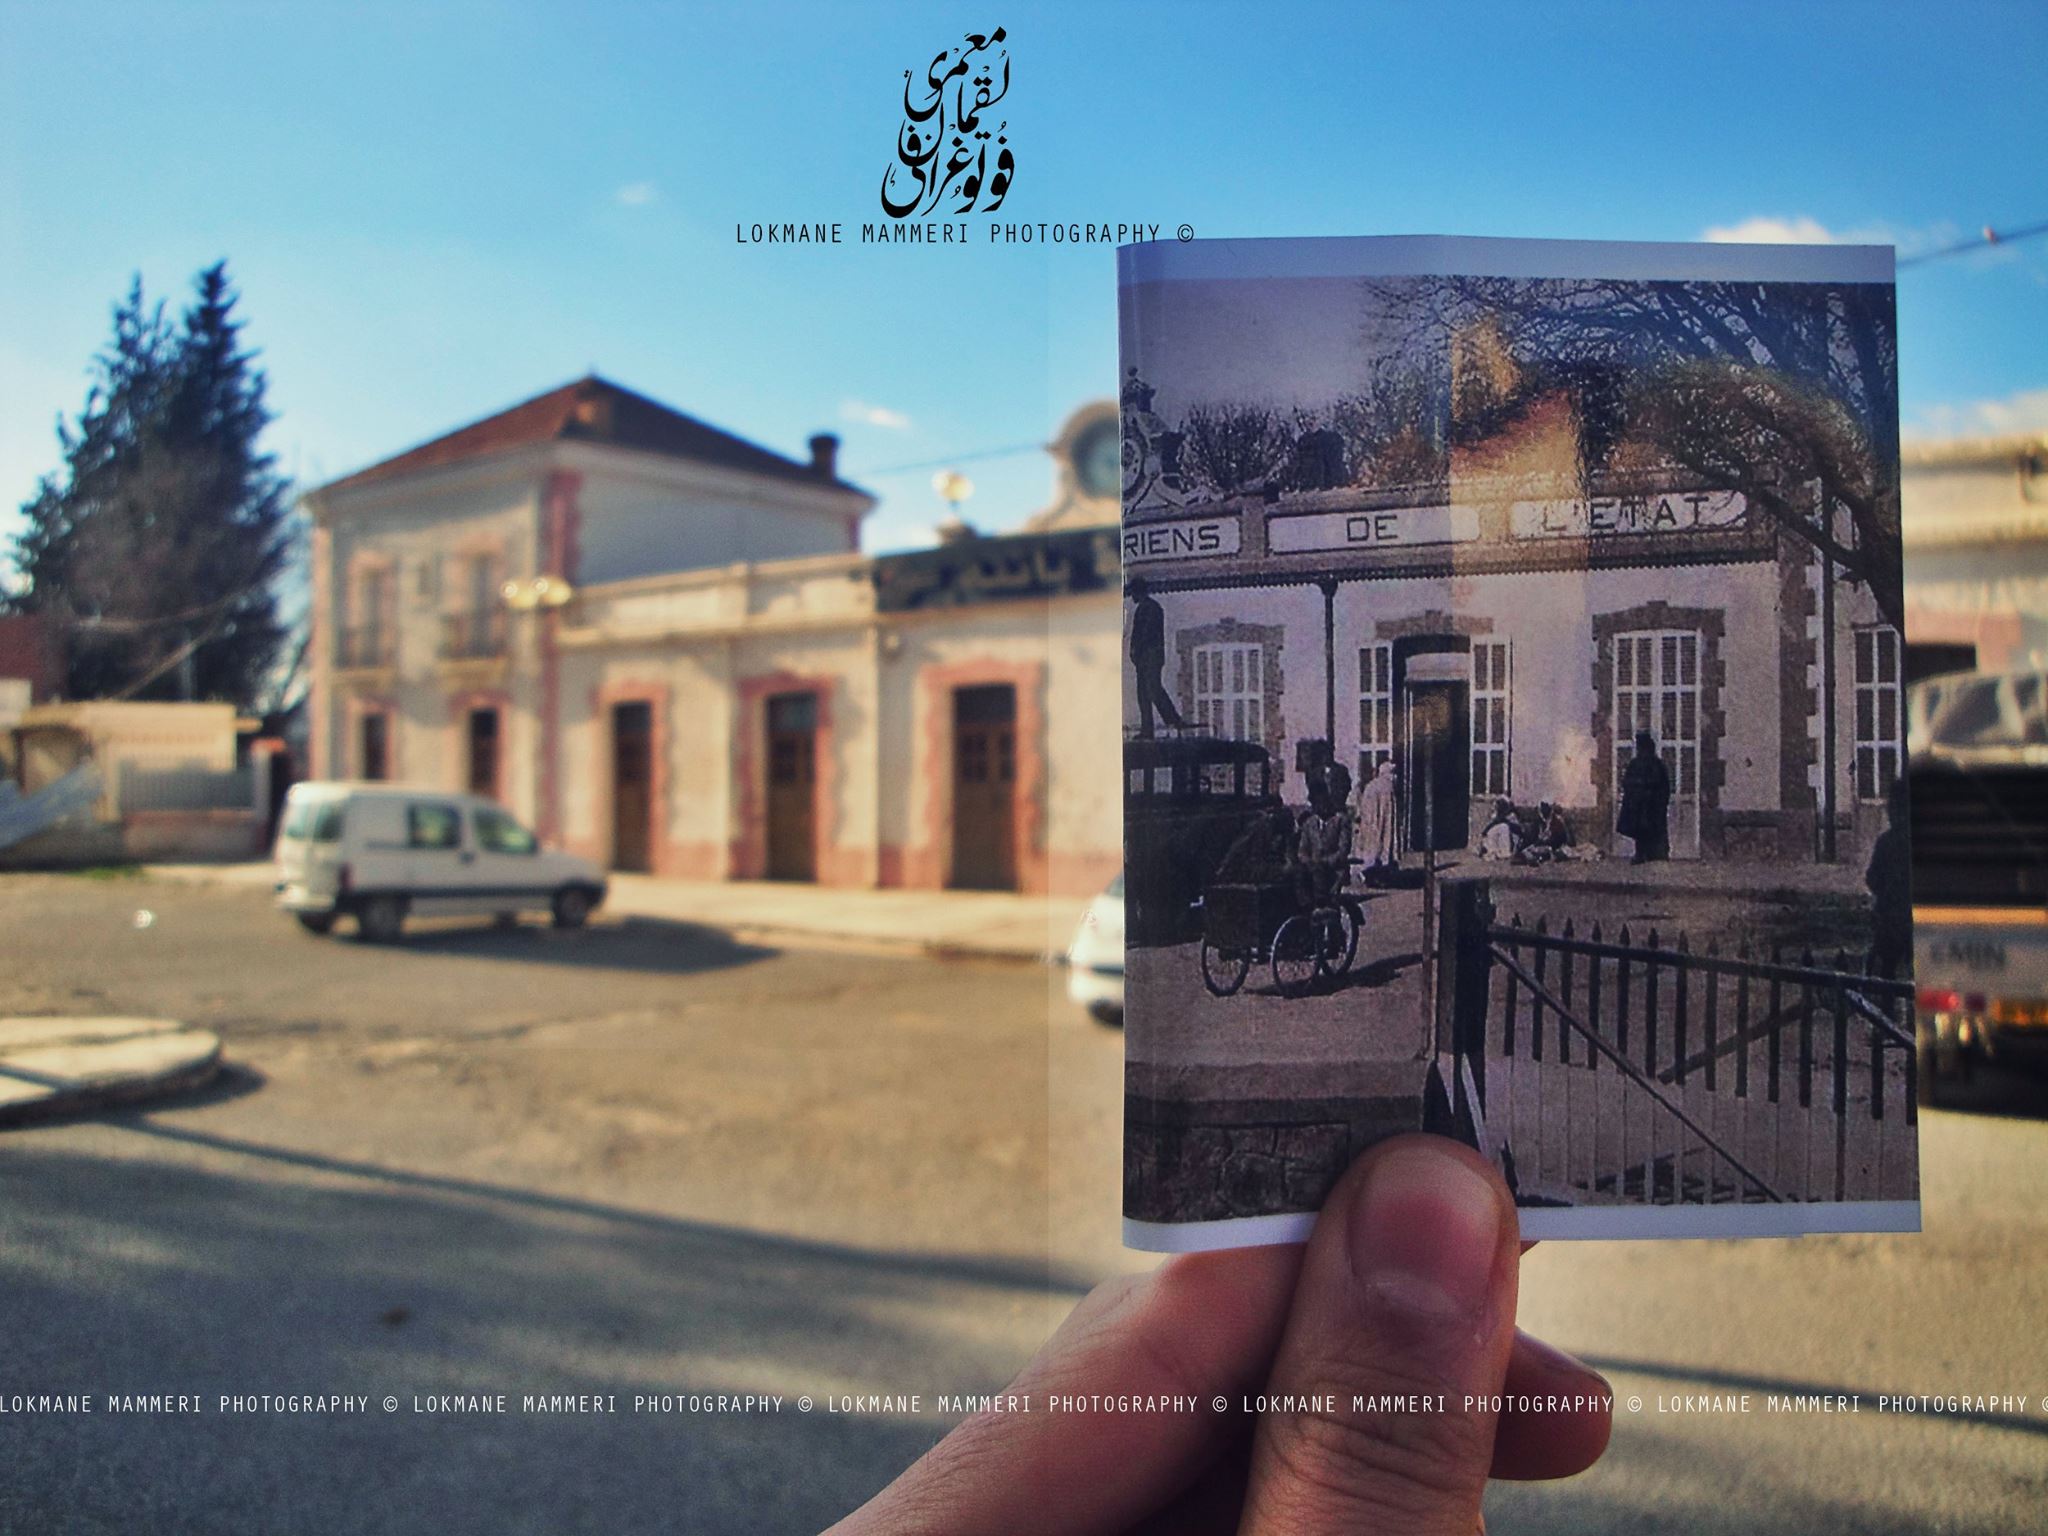 معمري
لقمان
فوتوغرافي
LOKMANE MAMMERI PHOTOGRAPHY ©
RIENS DE L'ETAT
LOKMANE MAMMERI PHOTOGRAPHY © LOKMANE MAMMERI PHOTOGRAPHY © LOKMANE MAMMERI PHOTOGRAPHY © LOKMANE MAMMERI PHOTOGRAPHY © LOKMANE MAMMERI PHOTOGRAPHY ©